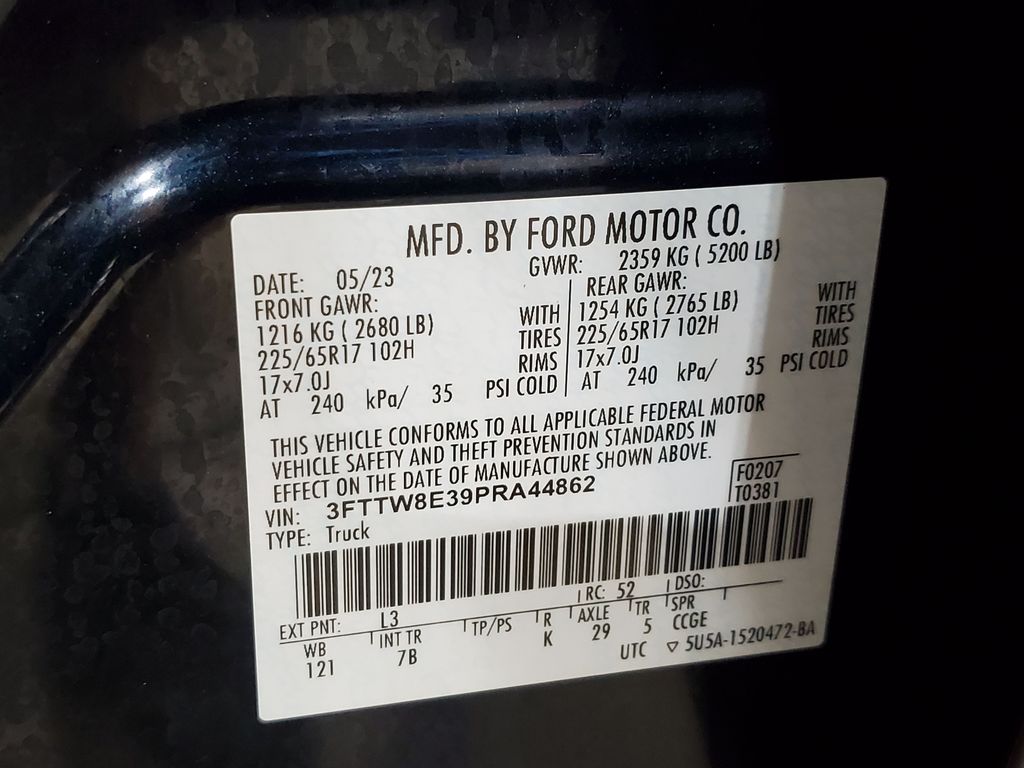 MFD. BY FORD MOTOR CO.
DATE: 05/23 GVWR: 2359 KG ( 5200 LB)
FRONT GAWR: REAR GAWR:
1216 KG ( 2680 LB) WITH 1254 KG ( 2765 LB) WITH
225/65R17 102H TIRES 225/65R17 102H TIRES
17x7.0J RIMS 17x7.0J RIMS
AT 240 kPa/ 35 PSI COLD AT 240 kPa/ 35 PSI COLD
THIS VEHICLE CONFORMS TO ALL APPLICABLE FEDERAL MOTOR
VEHICLE SAFETY AND THEFT PREVENTION STANDARDS IN
EFFECT ON THE DATE OF MANUFACTURE SHOWN ABOVE.
VIN: 3FTTW8E39PRA44862 F0207
TYPE: Truck T0381
EXT PNT: L3 RC: 52 DSO:
WB INT TR TP/PS R AXLE TR SPR
121 7B K 29 5 CCGE
UTC ▽ 5U5A-1520472-BA